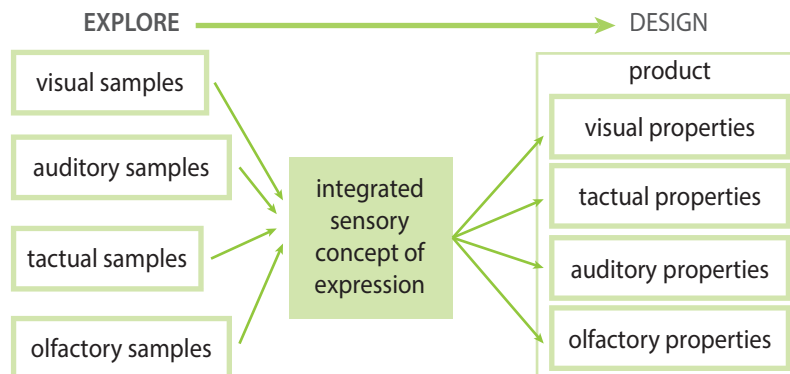 EXPLORE
DESIGN
visual samples
auditory samples
tactual samples
olfactory samples
integrated
sensory
concept of
expression
product
visual properties
tactual properties
auditory properties
olfactory properties